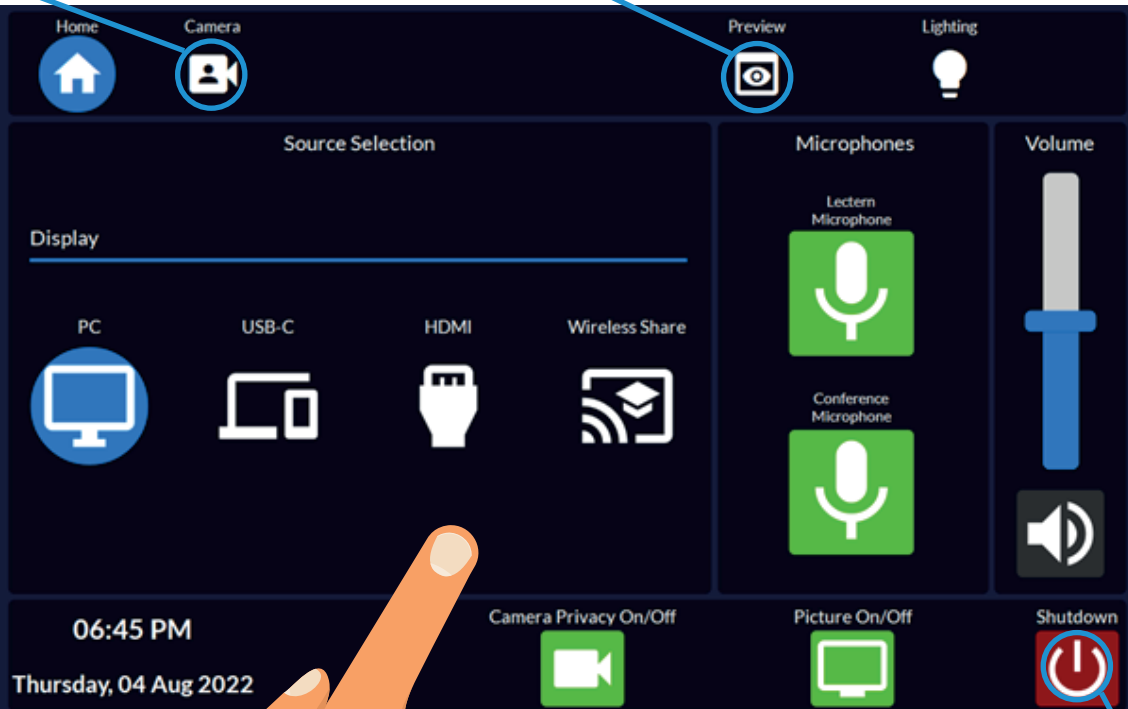 Home
Camera
Preview
Lighting
Source Selection
Microphones
Volume
Display
Lectern
Microphone
PC
USB-C
HDMI
Wireless Share
Conference
Microphone
06:45 PM
Thursday, 04 Aug 2022
Camera Privacy On/Off
Picture On/Off
Shutdown